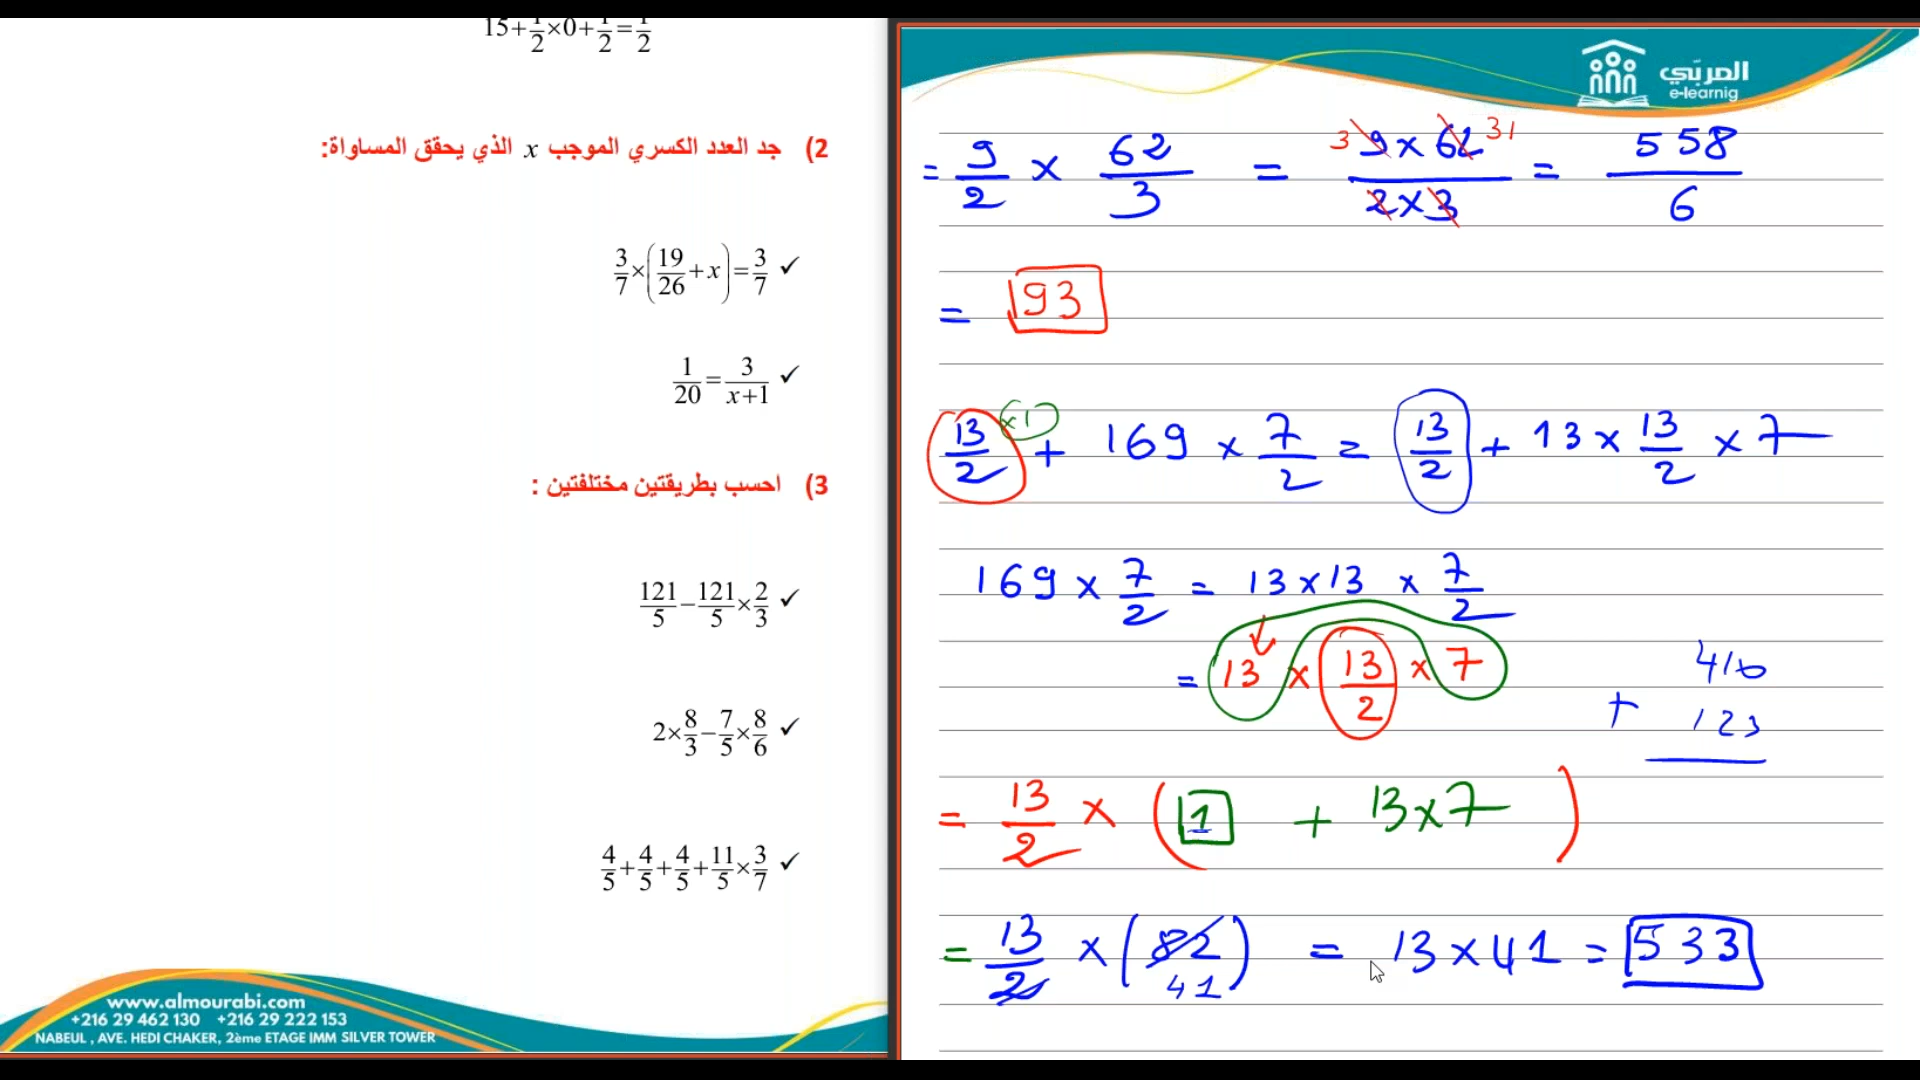 15+1/2×0+1/2=1/2
2) جد العدد الكسري الموجب x الذي يحقق المساواة:
3/7×(19/26+x)=3/7 ✓
1/20=3/(x+1) ✓
3) احسب بطريقتين مختلفتين :
121/5−121/5×2/3 ✓
2×8/3−7/5×8/6 ✓
4/5+4/5+4/5+11/5×3/7 ✓
www.almourabi.com
+216 29 462 130 +216 29 222 153
NABEUL , AVE. HEDI CHAKER, 2ème ETAGE IMM SILVER TOWER
المربّي
e-learnig
= 9/2 × 62/3 = 3 9×62 31 / 2×3 = 558/6
= 93
13/2 ×1 + 169 × 7/2 = 13/2 + 13 × 13/2 × 7
169 × 7/2 = 13×13 × 7/2
= 13 × 13/2 × 7
410
+ 123
= 13/2 × ( 1 + 13×7 )
= 13/2 × (82) 41 = 13×41 = 533